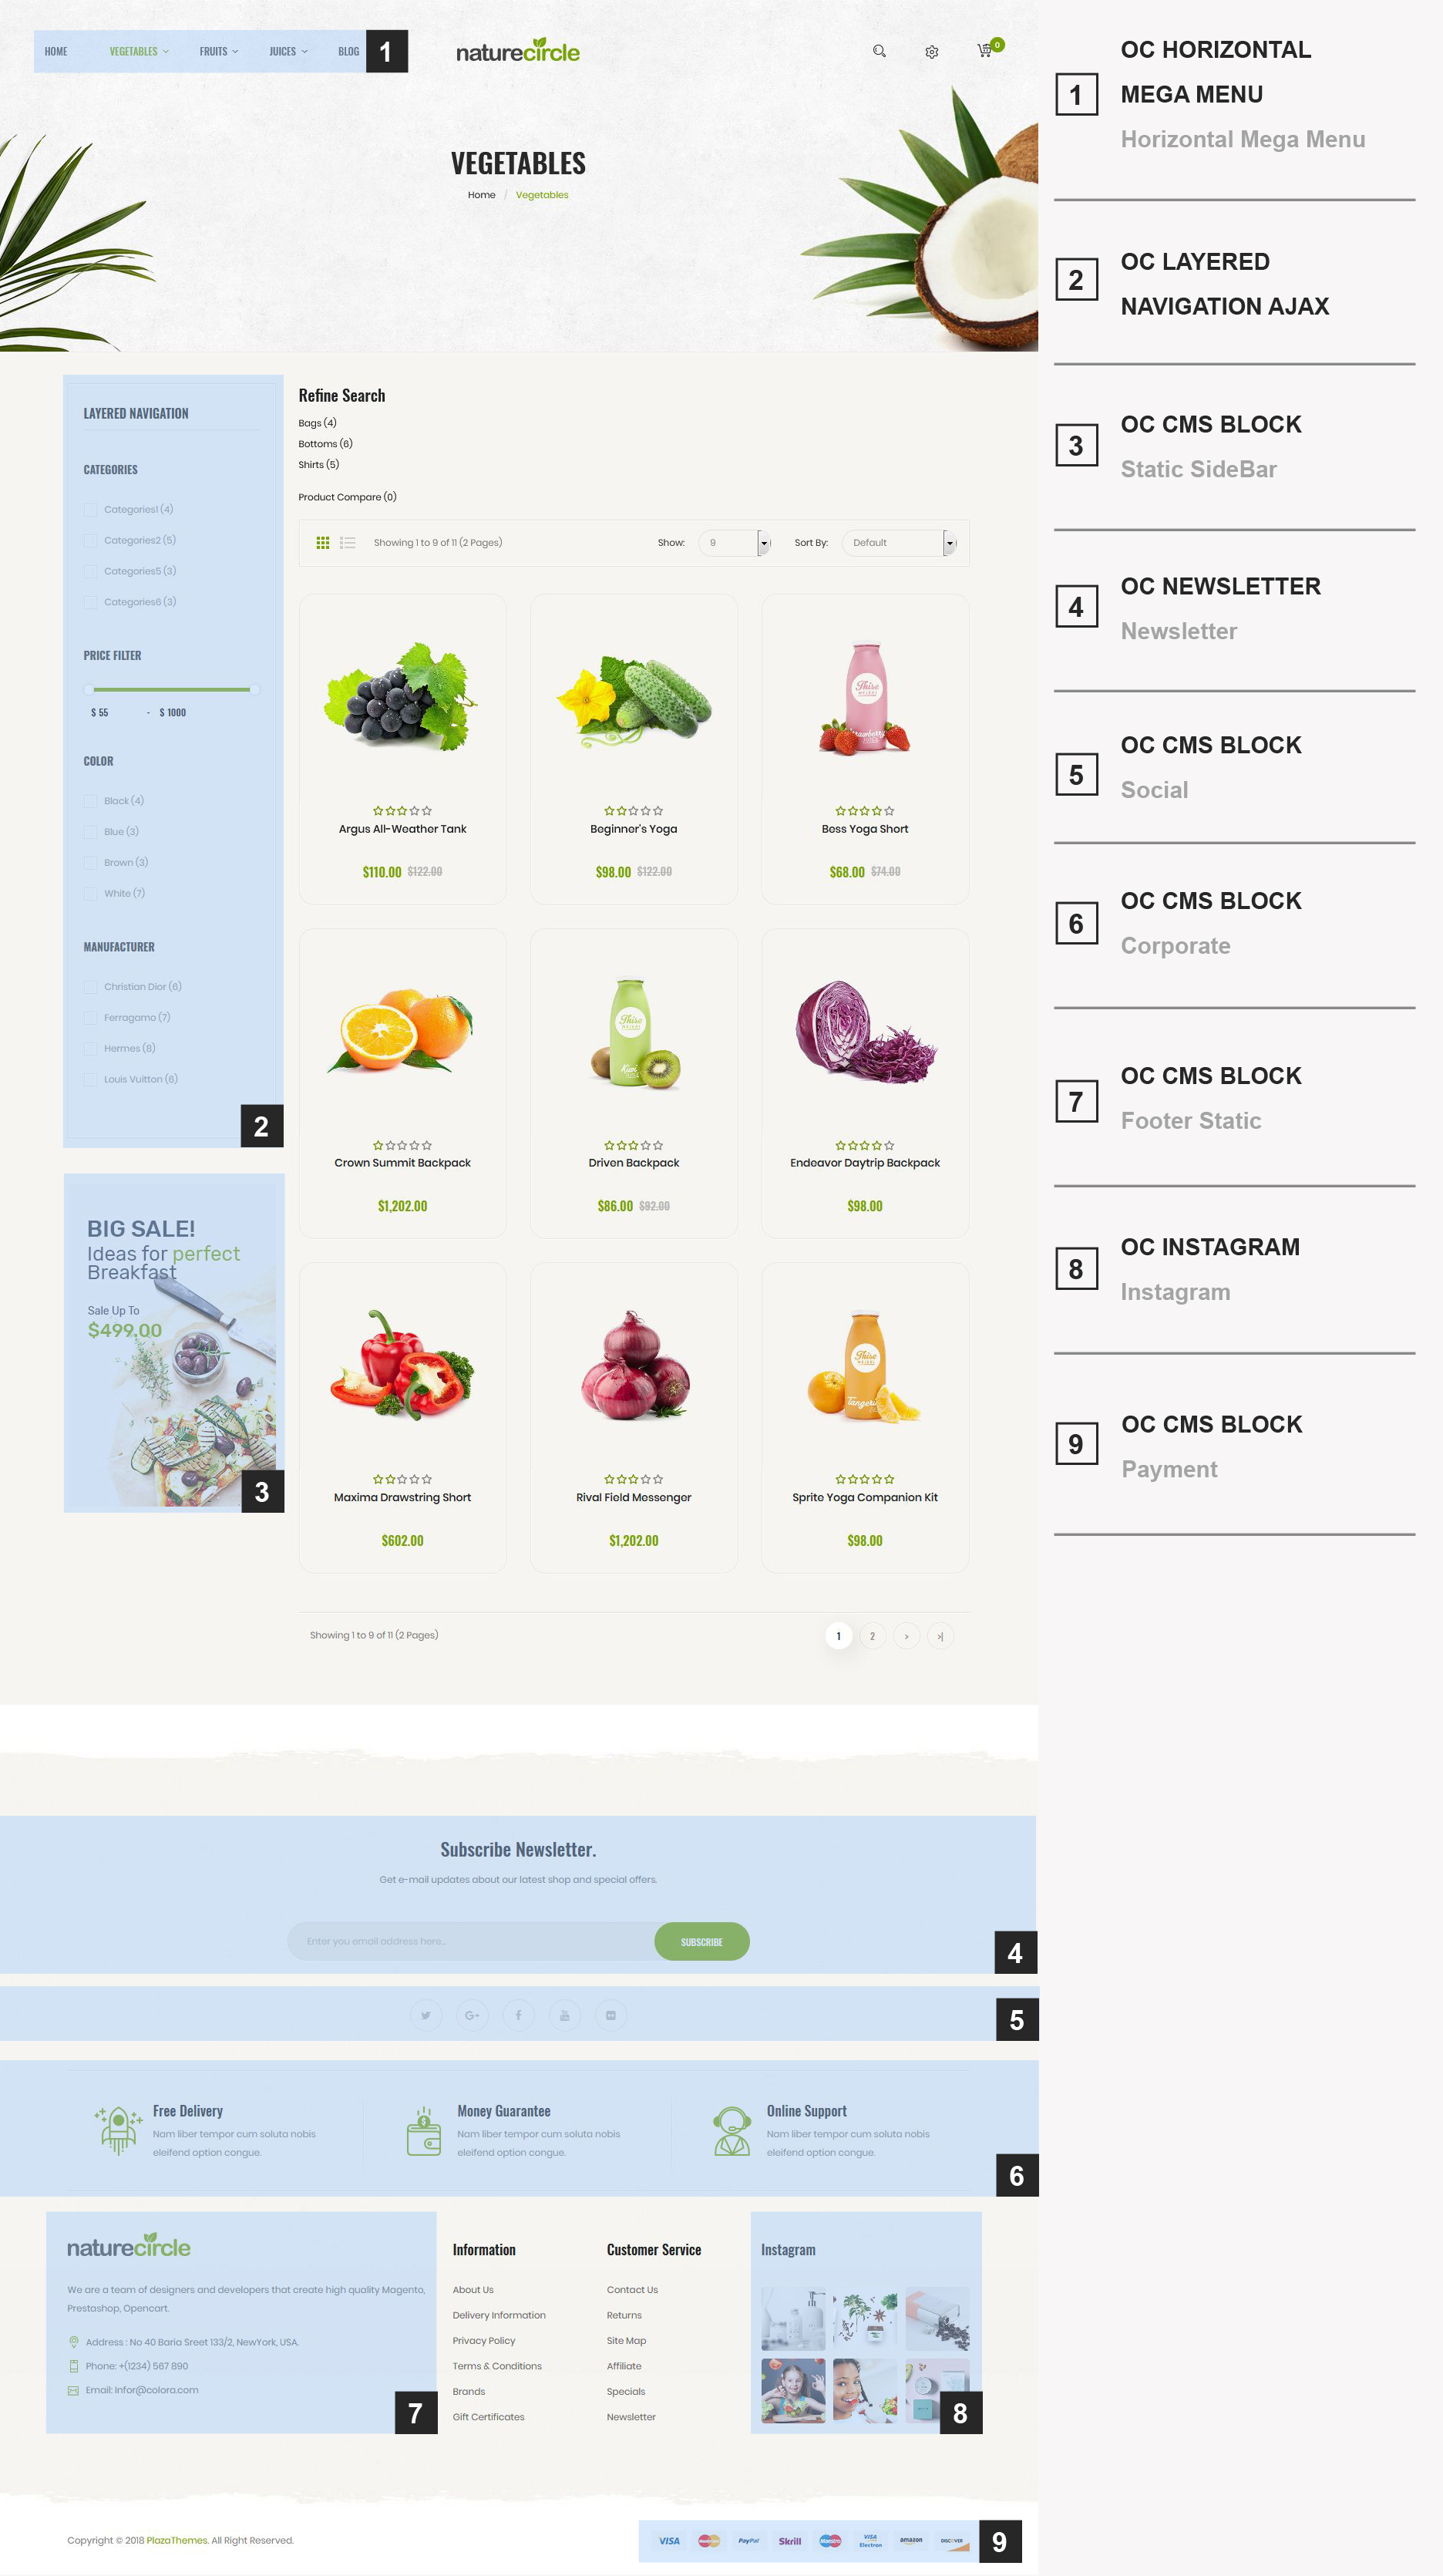 HOME VEGETABLES FRUITS JUICES BLOG 1
naturecircle
0
VEGETABLES
Home / Vegetables
LAYERED NAVIGATION
CATEGORIES
Categories1 (4)
Categories2 (5)
Categories5 (3)
Categories6 (3)
PRICE FILTER
$ 55 - $ 1000
COLOR
Black (4)
Blue (3)
Brown (3)
White (7)
MANUFACTURER
Christian Dior (6)
Ferragamo (7)
Hermes (8)
Louis Vuitton (6)
2
BIG SALE!
Ideas for perfect
Breakfast
Sale Up To
$499.00
3
Refine Search
Bags (4)
Bottoms (6)
Shirts (5)
Product Compare (0)
Showing 1 to 9 of 11 (2 Pages) Show: 9 Sort By: Default
Thise
Strawberry
Argus All-Weather Tank
$110.00 $122.00
Beginner's Yoga
$98.00 $122.00
Bess Yoga Short
$68.00 $74.00
Thise
Kiwi
Crown Summit Backpack
$1,202.00
Driven Backpack
$86.00 $92.00
Endeavor Daytrip Backpack
$98.00
Thise
Maxima Drawstring Short
$602.00
Rival Field Messenger
$1,202.00
Sprite Yoga Companion Kit
$98.00
Showing 1 to 9 of 11 (2 Pages) 1 2 > >|
Subscribe Newsletter.
Get e-mail updates about our latest shop and special offers.
Enter you email address here... SUBSCRIBE
4
5
Free Delivery
Nam liber tempor cum soluta nobis
eleifend option congue.
Money Guarantee
Nam liber tempor cum soluta nobis
eleifend option congue.
Online Support
Nam liber tempor cum soluta nobis
eleifend option congue.
6
naturecircle
We are a team of designers and developers that create high quality Magento,
Prestashop, Opencart.
Address : No 40 Baria Sreet 133/2, NewYork, USA.
Phone: +(1234) 567 890
Email: Infor@colora.com
7
Information
About Us
Delivery Information
Privacy Policy
Terms & Conditions
Brands
Gift Certificates
Customer Service
Contact Us
Returns
Site Map
Affiliate
Specials
Newsletter
Instagram
8
Copyright © 2018 PlazaThemes. All Right Reserved.
VISA MasterCard PayPal Skrill Maestro VISA Electron amazon DISCOVER
9
1
OC HORIZONTAL
MEGA MENU
Horizontal Mega Menu
2
OC LAYERED
NAVIGATION AJAX
3
OC CMS BLOCK
Static SideBar
4
OC NEWSLETTER
Newsletter
5
OC CMS BLOCK
Social
6
OC CMS BLOCK
Corporate
7
OC CMS BLOCK
Footer Static
8
OC INSTAGRAM
Instagram
9
OC CMS BLOCK
Payment